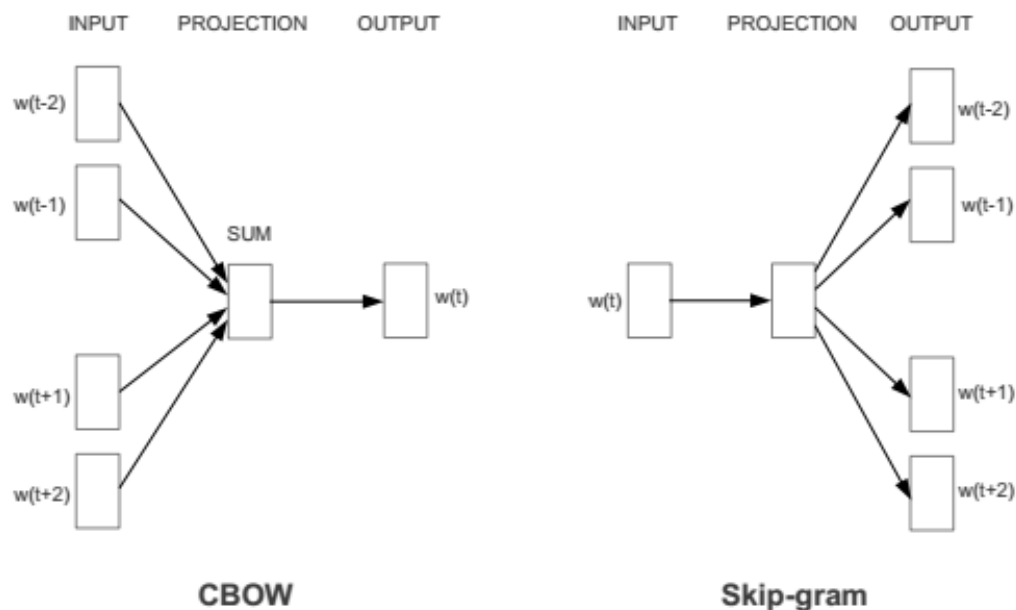 INPUT PROJECTION OUTPUT
w(t-2)
w(t-1)
SUM
w(t)
w(t+1)
w(t+2)
CBOW
INPUT PROJECTION OUTPUT
w(t-2)
w(t-1)
w(t)
w(t+1)
w(t+2)
Skip-gram